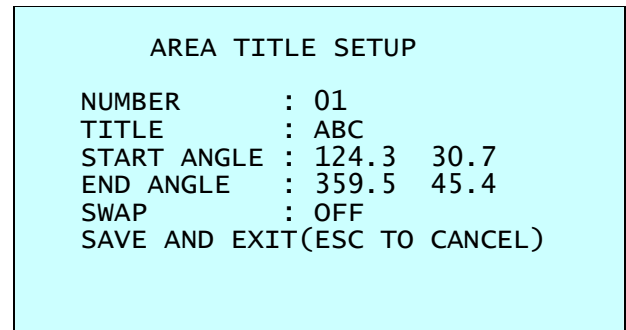 AREA TITLE SETUP
NUMBER : 01
TITLE : ABC
START ANGLE : 124.3 30.7
END ANGLE : 359.5 45.4
SWAP : OFF
SAVE AND EXIT(ESC TO CANCEL)